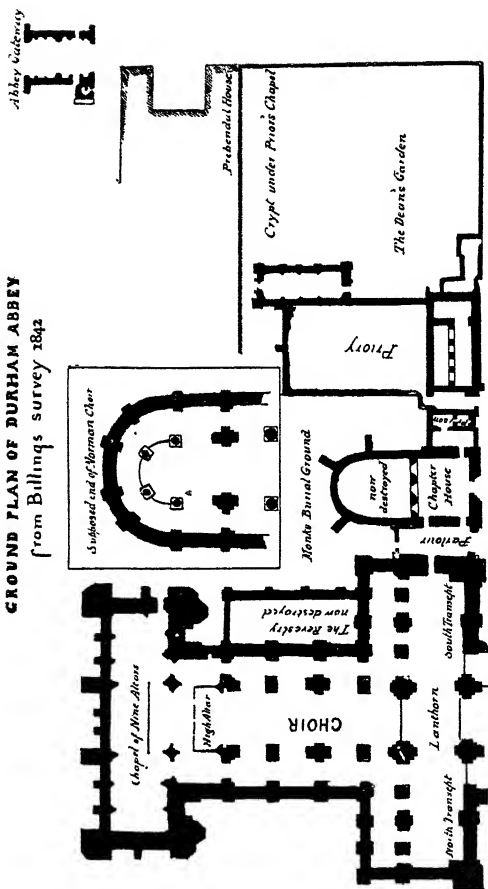 GROUND PLAN OF DURHAM ABBEY
from Billings survey 1842
Abbey Gateway
Prebendal House
Crypt under Prior's Chapel
The Dean's Garden
Priory
Supposed end of Norman Choir
Monks Burial Ground
now
destroyed
Chapter
House
Parlour
The Revestry
now destroyed
Chapel of Nine Altars
High Altar
CHOIR
South Transept
Lanthorn
North Transept